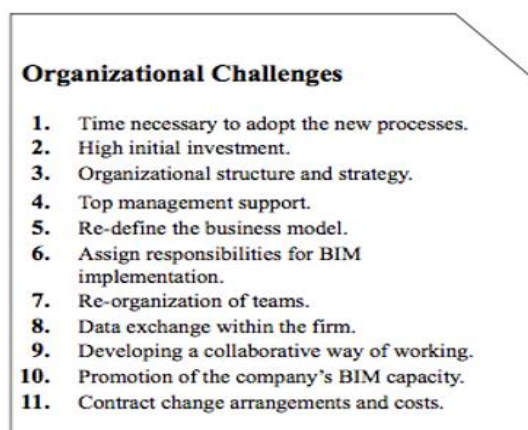 Organizational Challenges
1. Time necessary to adopt the new processes.
2. High initial investment.
3. Organizational structure and strategy.
4. Top management support.
5. Re-define the business model.
6. Assign responsibilities for BIM
implementation.
7. Re-organization of teams.
8. Data exchange within the firm.
9. Developing a collaborative way of working.
10. Promotion of the company's BIM capacity.
11. Contract change arrangements and costs.